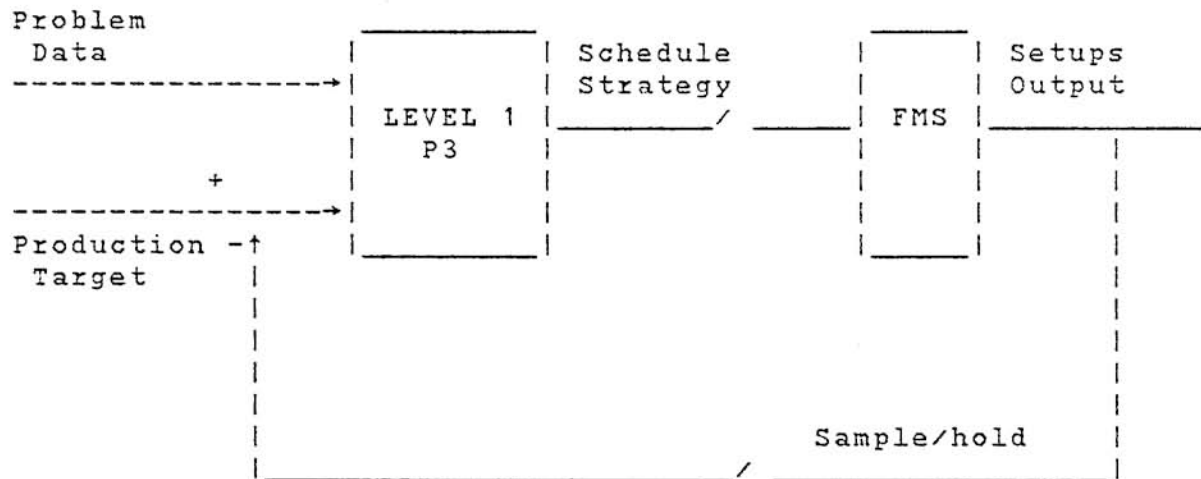 Problem
Data
Schedule
Strategy
Setups
Output
LEVEL 1
P3
FMS
+
Production -
Target
Sample/hold